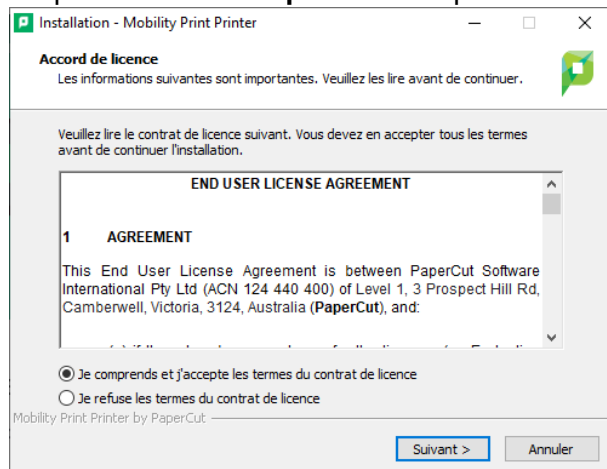 Installation - Mobility Print Printer
Accord de licence
Les informations suivantes sont importantes. Veuillez les lire avant de continuer.
Veuillez lire le contrat de licence suivant. Vous devez en accepter tous les termes
avant de continuer l'installation.
END USER LICENSE AGREEMENT
1 AGREEMENT
This End User License Agreement is between PaperCut Software
International Pty Ltd (ACN 124 440 400) of Level 1, 3 Prospect Hill Rd,
Camberwell, Victoria, 3124, Australia (PaperCut), and:
Je comprends et j'accepte les termes du contrat de licence
Je refuse les termes du contrat de licence
Mobility Print Printer by PaperCut
Suivant >
Annuler